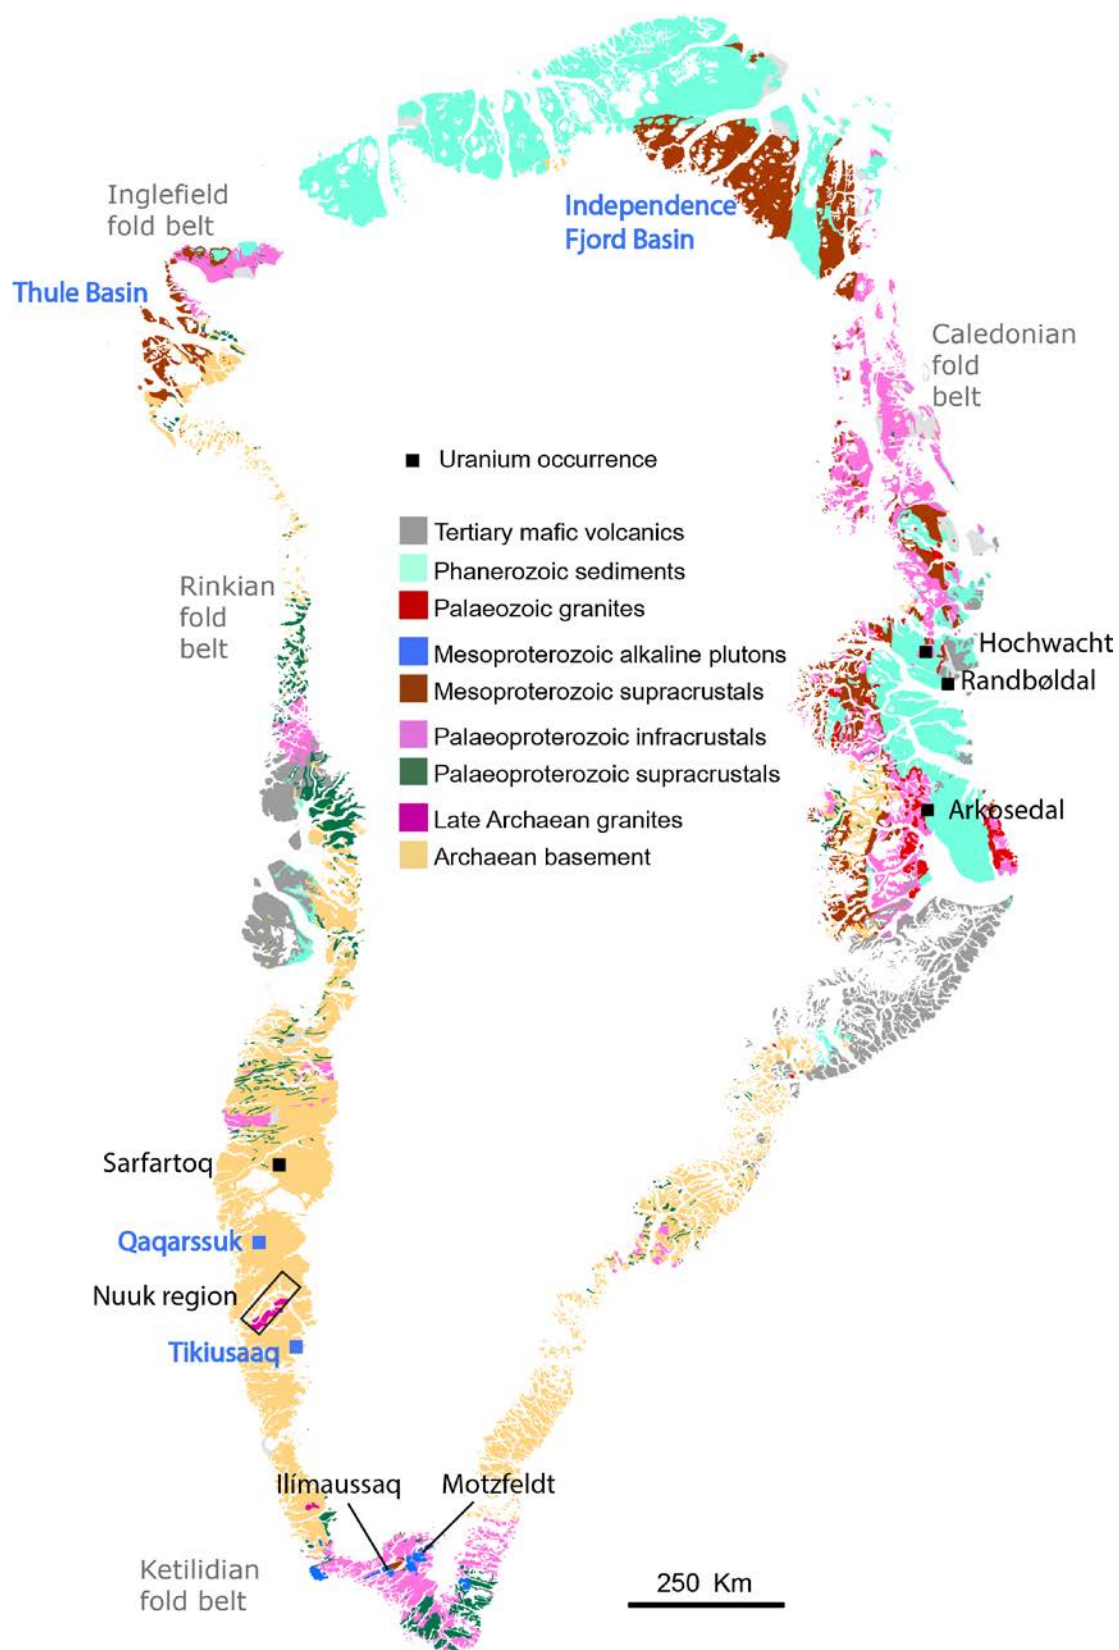 Inglefield
fold belt
Thule Basin
Independence
Fjord Basin
Caledonian
fold
belt
Uranium occurrence
Tertiary mafic volcanics
Phanerozoic sediments
Palaeozoic granites
Mesoproterozoic alkaline plutons
Mesoproterozoic supracrustals
Palaeoproterozoic infracrustals
Palaeoproterozoic supracrustals
Late Archaean granites
Archaean basement
Rinkian
fold
belt
Hochwacht
Randbøldal
Arkosedal
Sarfartoq
Qaqarssuk
Nuuk region
Tikiusaaq
Ilímaussaq
Motzfeldt
Ketilidian
fold belt
250 Km